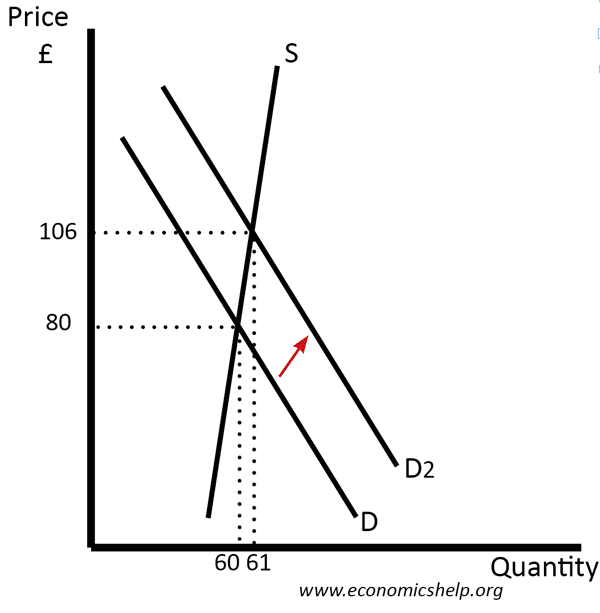 Price
£
S
106
80
D2
D
60 61
Quantity
www.economicshelp.org